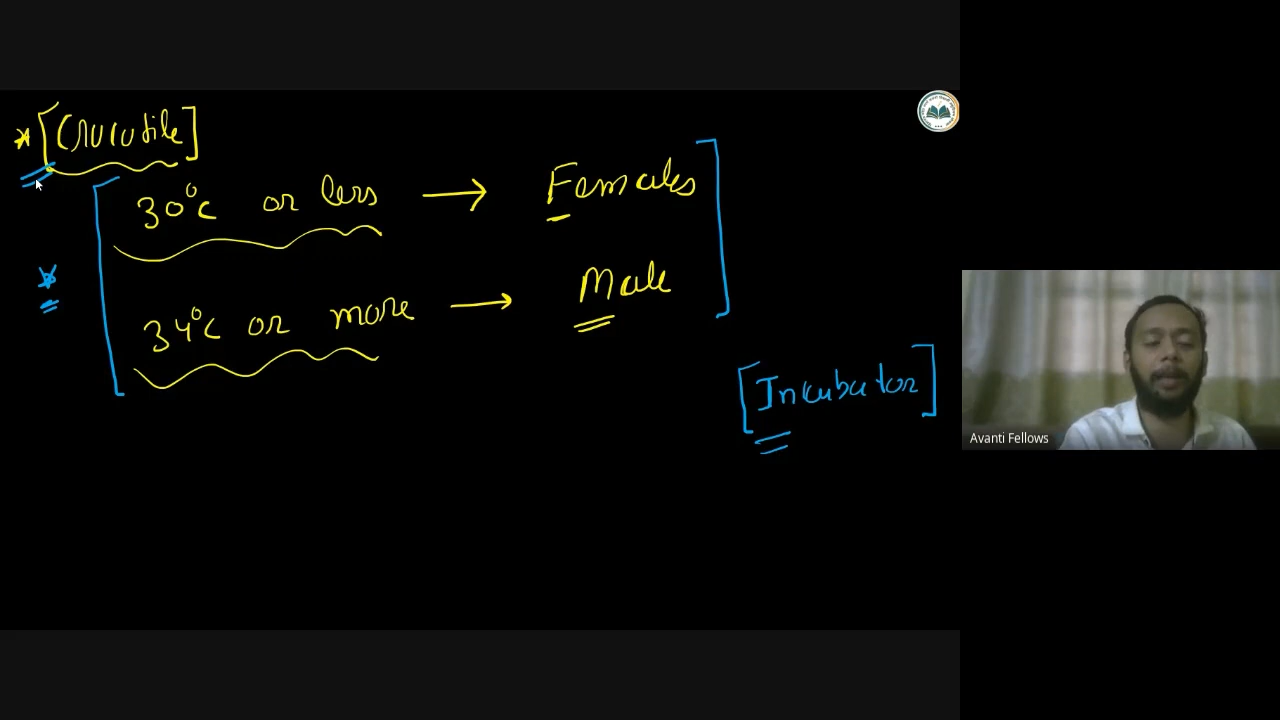 * [Crocodile]
30°C or less → Females
34°C or more → Male
[Incubator]
Avanti Fellows